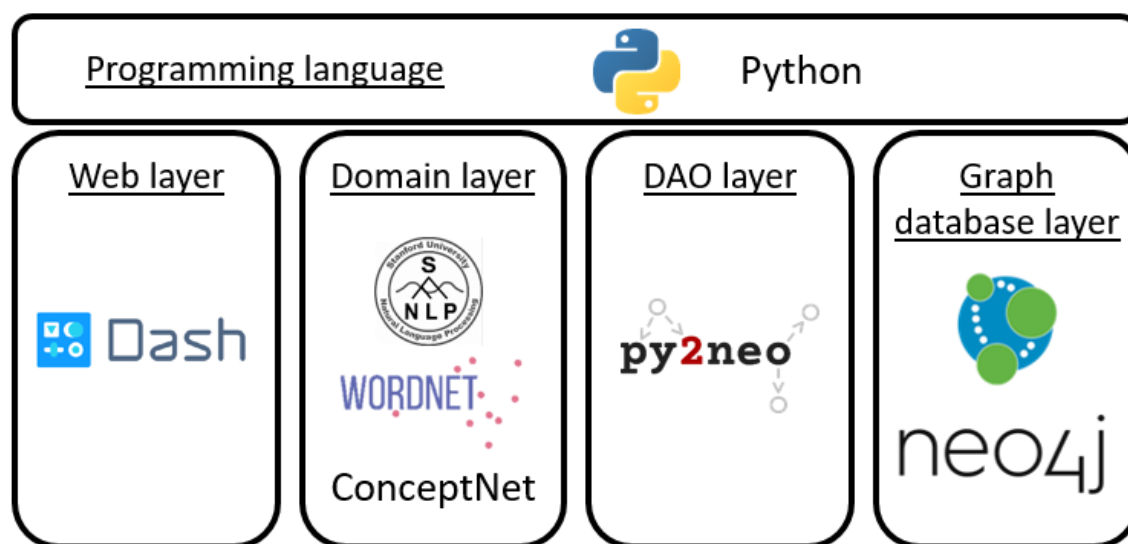 Programming language
Python
Web layer
Dash
Domain layer
Stanford University
S
NLP
Natural Language Processing
WORDNET
ConceptNet
DAO layer
py2neo
Graph
database layer
neo4j